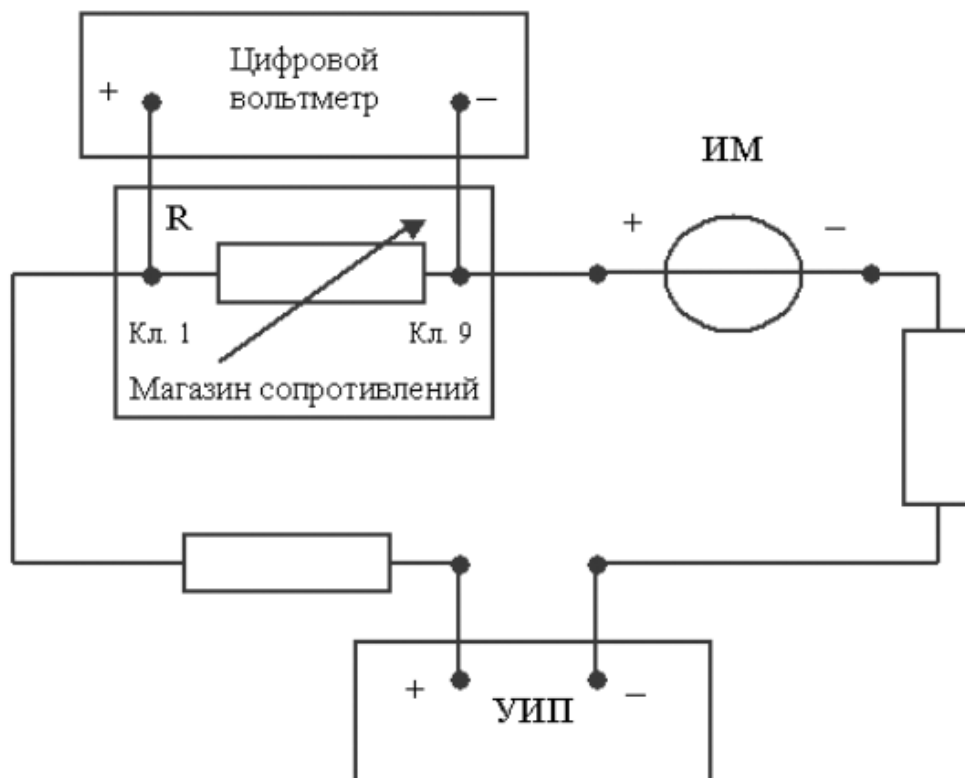 Цифровой
вольтметр
+ –
ИМ
+ –
R
Кл. 1 Кл. 9
Магазин сопротивлений
+ –
УИП